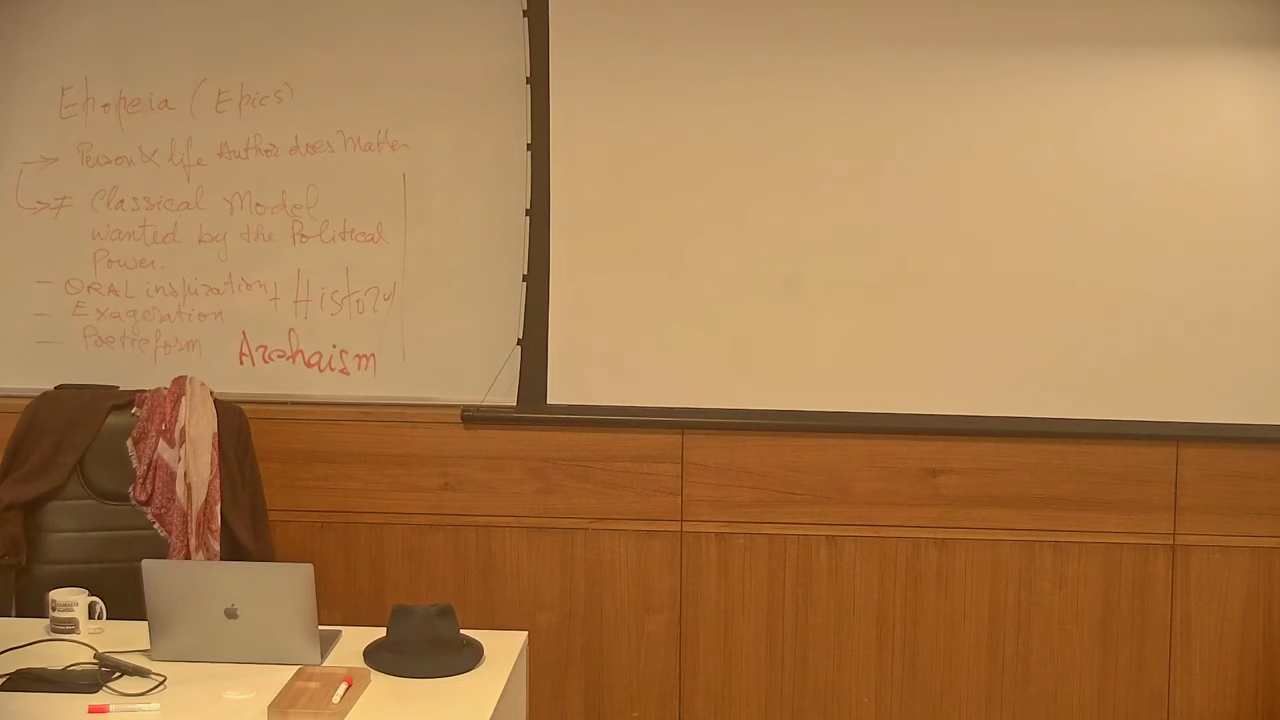 Epopeia (Epics)
→ Person & life Author does Matter
↳ ≠ Classical Model
wanted by the Political
Power.
- ORAL inspiration + History
- Exageration
- Poetic form Archaism